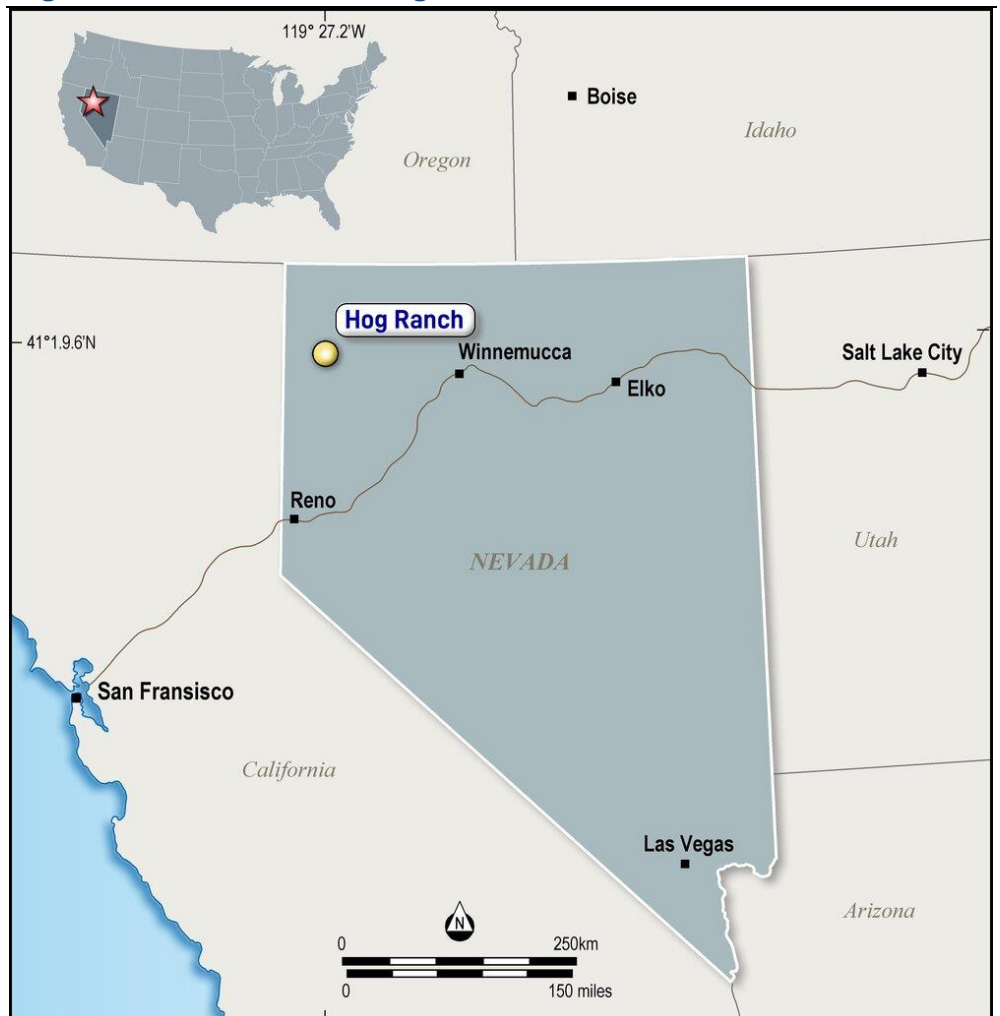 119° 27.2'W
Boise
Idaho
Oregon
Hog Ranch
41°1.9.6'N
Winnemucca
Salt Lake City
Elko
Reno
NEVADA
Utah
San Fransisco
California
Las Vegas
Arizona
N
0 250km
0 150 miles